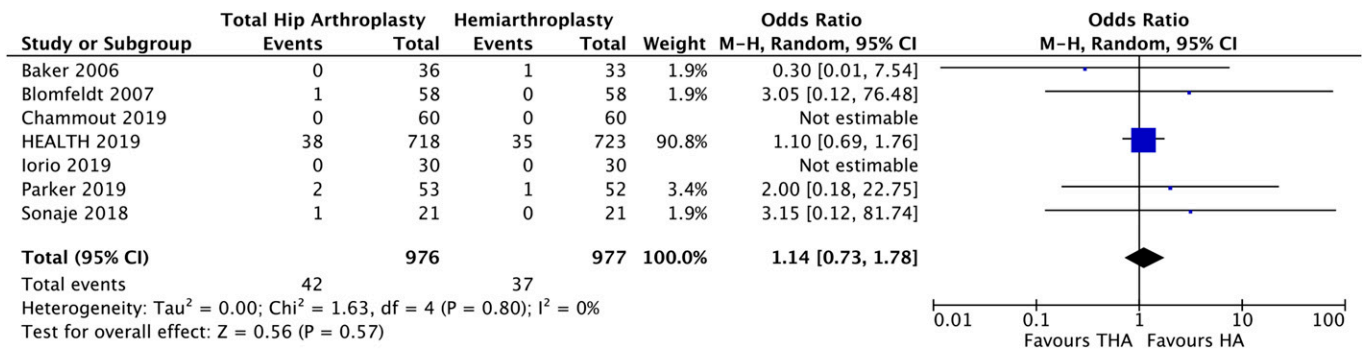 Total Hip Arthroplasty Hemiarthroplasty Odds Ratio Odds Ratio
Study or Subgroup Events Total Events Total Weight M-H, Random, 95% CI M-H, Random, 95% CI
Baker 2006 0 36 1 33 1.9% 0.30 [0.01, 7.54]
Blomfeldt 2007 1 58 0 58 1.9% 3.05 [0.12, 76.48]
Chammout 2019 0 60 0 60 Not estimable
HEALTH 2019 38 718 35 723 90.8% 1.10 [0.69, 1.76]
Iorio 2019 0 30 0 30 Not estimable
Parker 2019 2 53 1 52 3.4% 2.00 [0.18, 22.75]
Sonaje 2018 1 21 0 21 1.9% 3.15 [0.12, 81.74]
Total (95% CI) 976 977 100.0% 1.14 [0.73, 1.78]
Total events 42 37
Heterogeneity: Tau² = 0.00; Chi² = 1.63, df = 4 (P = 0.80); I² = 0%
Test for overall effect: Z = 0.56 (P = 0.57)
0.01 0.1 1 10 100
Favours THA Favours HA